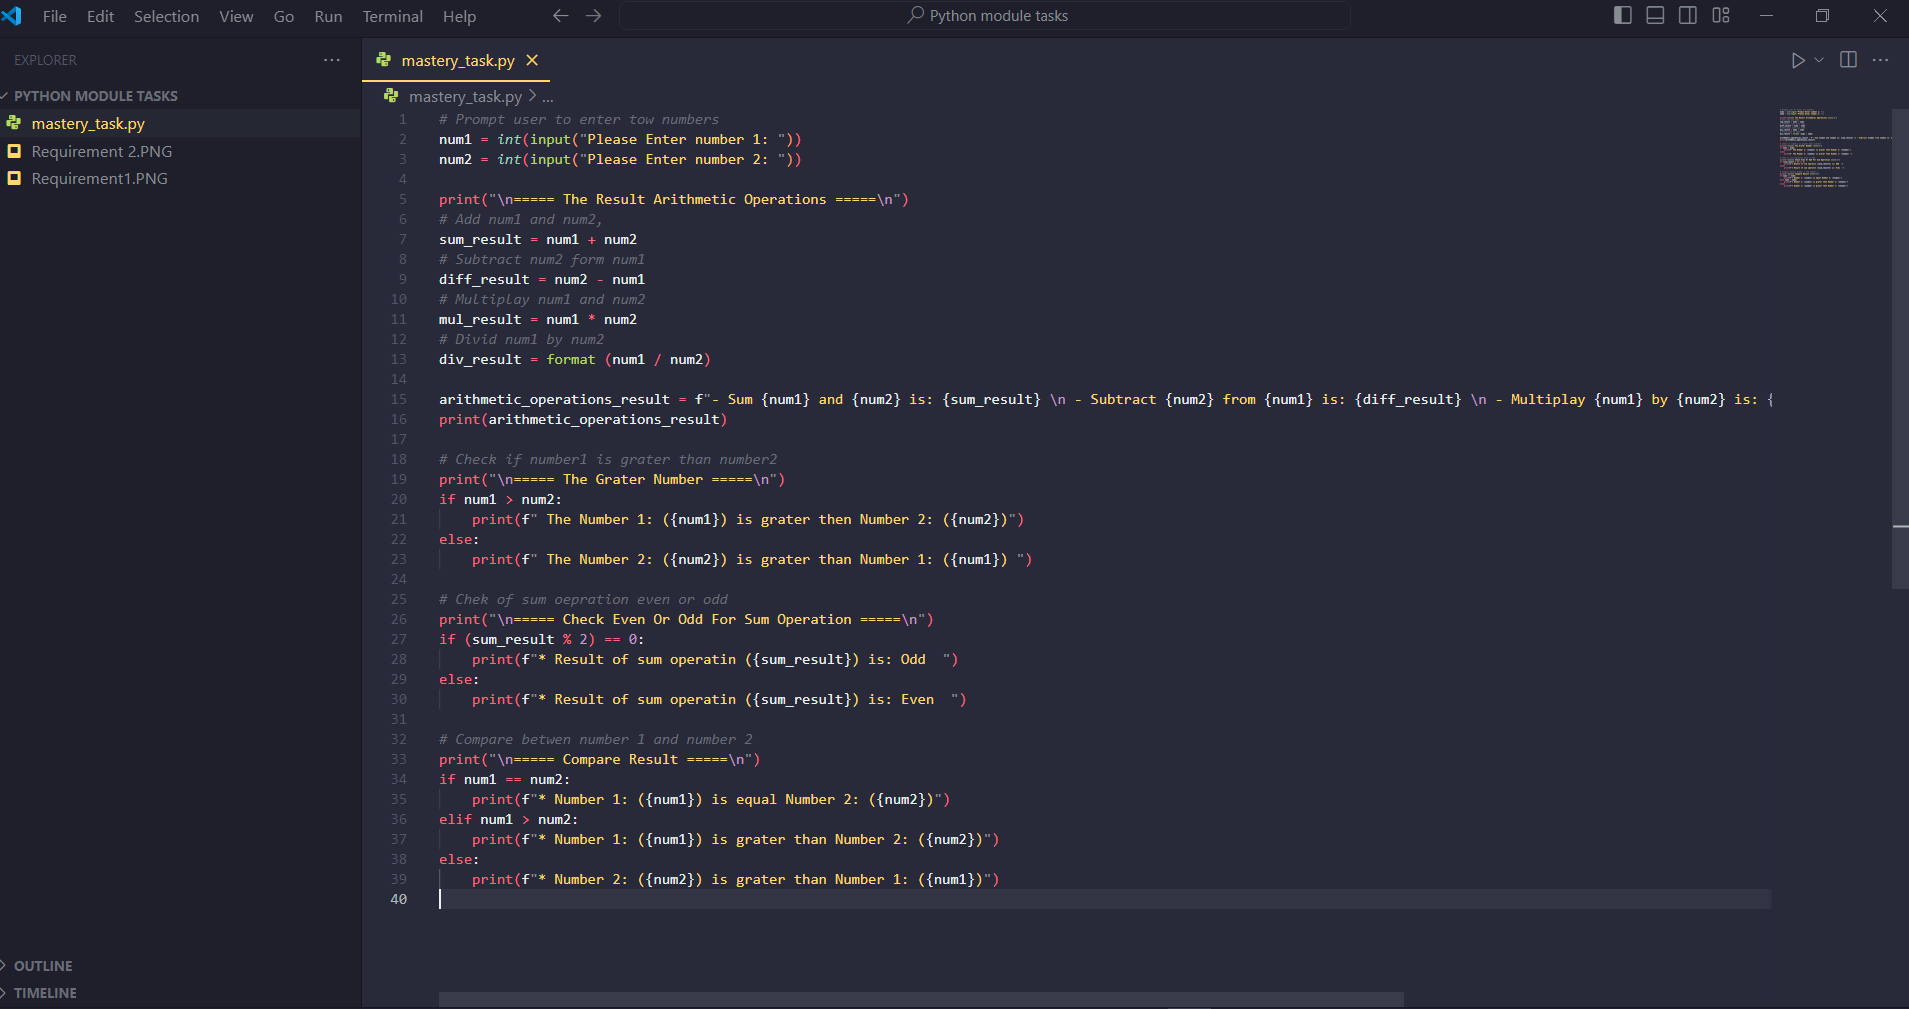 File Edit Selection View Go Run Terminal Help
Python module tasks
EXPLORER
PYTHON MODULE TASKS
mastery_task.py
Requirement 2.PNG
Requirement1.PNG
OUTLINE
TIMELINE
mastery_task.py
mastery_task.py > ...
1 # Prompt user to enter tow numbers
2 num1 = int(input("Please Enter number 1: "))
3 num2 = int(input("Please Enter number 2: "))
4
5 print("\n===== The Result Arithmetic Operations =====\n")
6 # Add num1 and num2,
7 sum_result = num1 + num2
8 # Subtract num2 form num1
9 diff_result = num2 - num1
10 # Multiplay num1 and num2
11 mul_result = num1 * num2
12 # Divid num1 by num2
13 div_result = format (num1 / num2)
14
15 arithmetic_operations_result = f"- Sum {num1} and {num2} is: {sum_result} \n - Subtract {num2} from {num1} is: {diff_result} \n - Multiplay {num1} by {num2} is: {
16 print(arithmetic_operations_result)
17
18 # Check if number1 is grater than number2
19 print("\n===== The Grater Number =====\n")
20 if num1 > num2:
21     print(f" The Number 1: ({num1}) is grater then Number 2: ({num2})")
22 else:
23     print(f" The Number 2: ({num2}) is grater than Number 1: ({num1}) ")
24
25 # Chek of sum oepration even or odd
26 print("\n===== Check Even Or Odd For Sum Operation =====\n")
27 if (sum_result % 2) == 0:
28     print(f"* Result of sum operatin ({sum_result}) is: Odd  ")
29 else:
30     print(f"* Result of sum operatin ({sum_result}) is: Even  ")
31
32 # Compare betwen number 1 and number 2
33 print("\n===== Compare Result =====\n")
34 if num1 == num2:
35     print(f"* Number 1: ({num1}) is equal Number 2: ({num2})")
36 elif num1 > num2:
37     print(f"* Number 1: ({num1}) is grater than Number 2: ({num2})")
38 else:
39     print(f"* Number 2: ({num2}) is grater than Number 1: ({num1})")
40